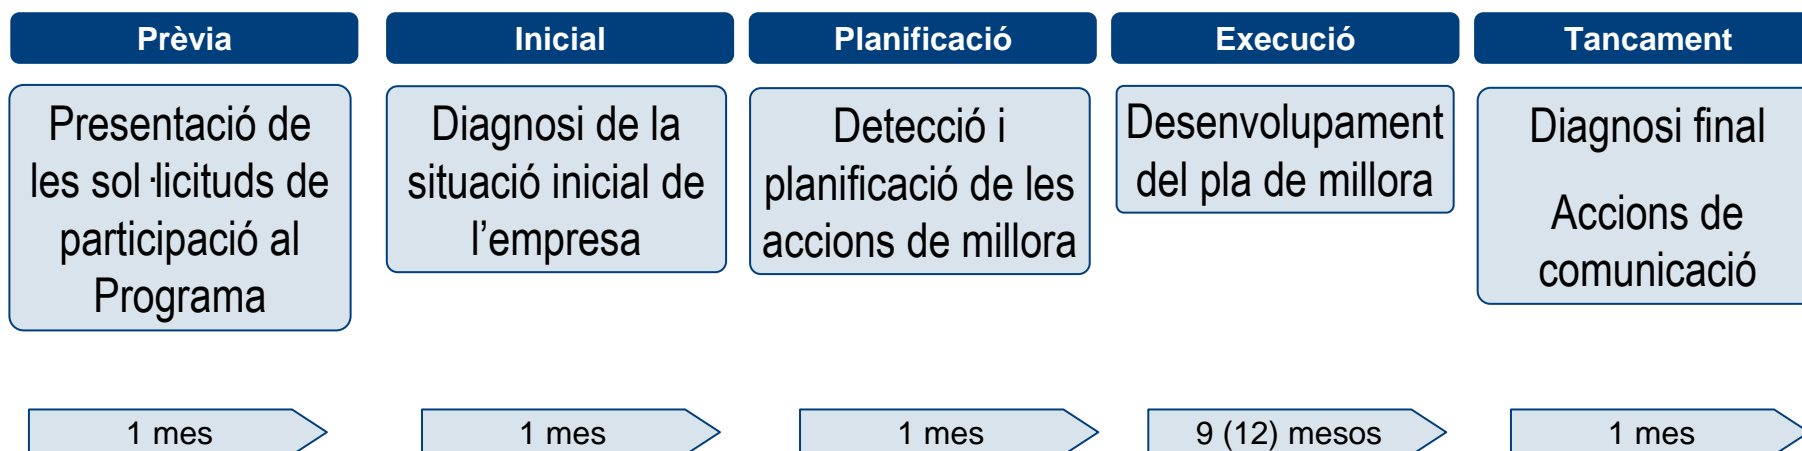 Prèvia
Inicial
Planificació
Execució
Tancament
Presentació de
les sol·licituds de
participació al
Programa
Diagnosi de la
situació inicial de
l’empresa
Detecció i
planificació de les
accions de millora
Desenvolupament
del pla de millora
Diagnosi final
Accions de
comunicació
1 mes
1 mes
1 mes
9 (12) mesos
1 mes